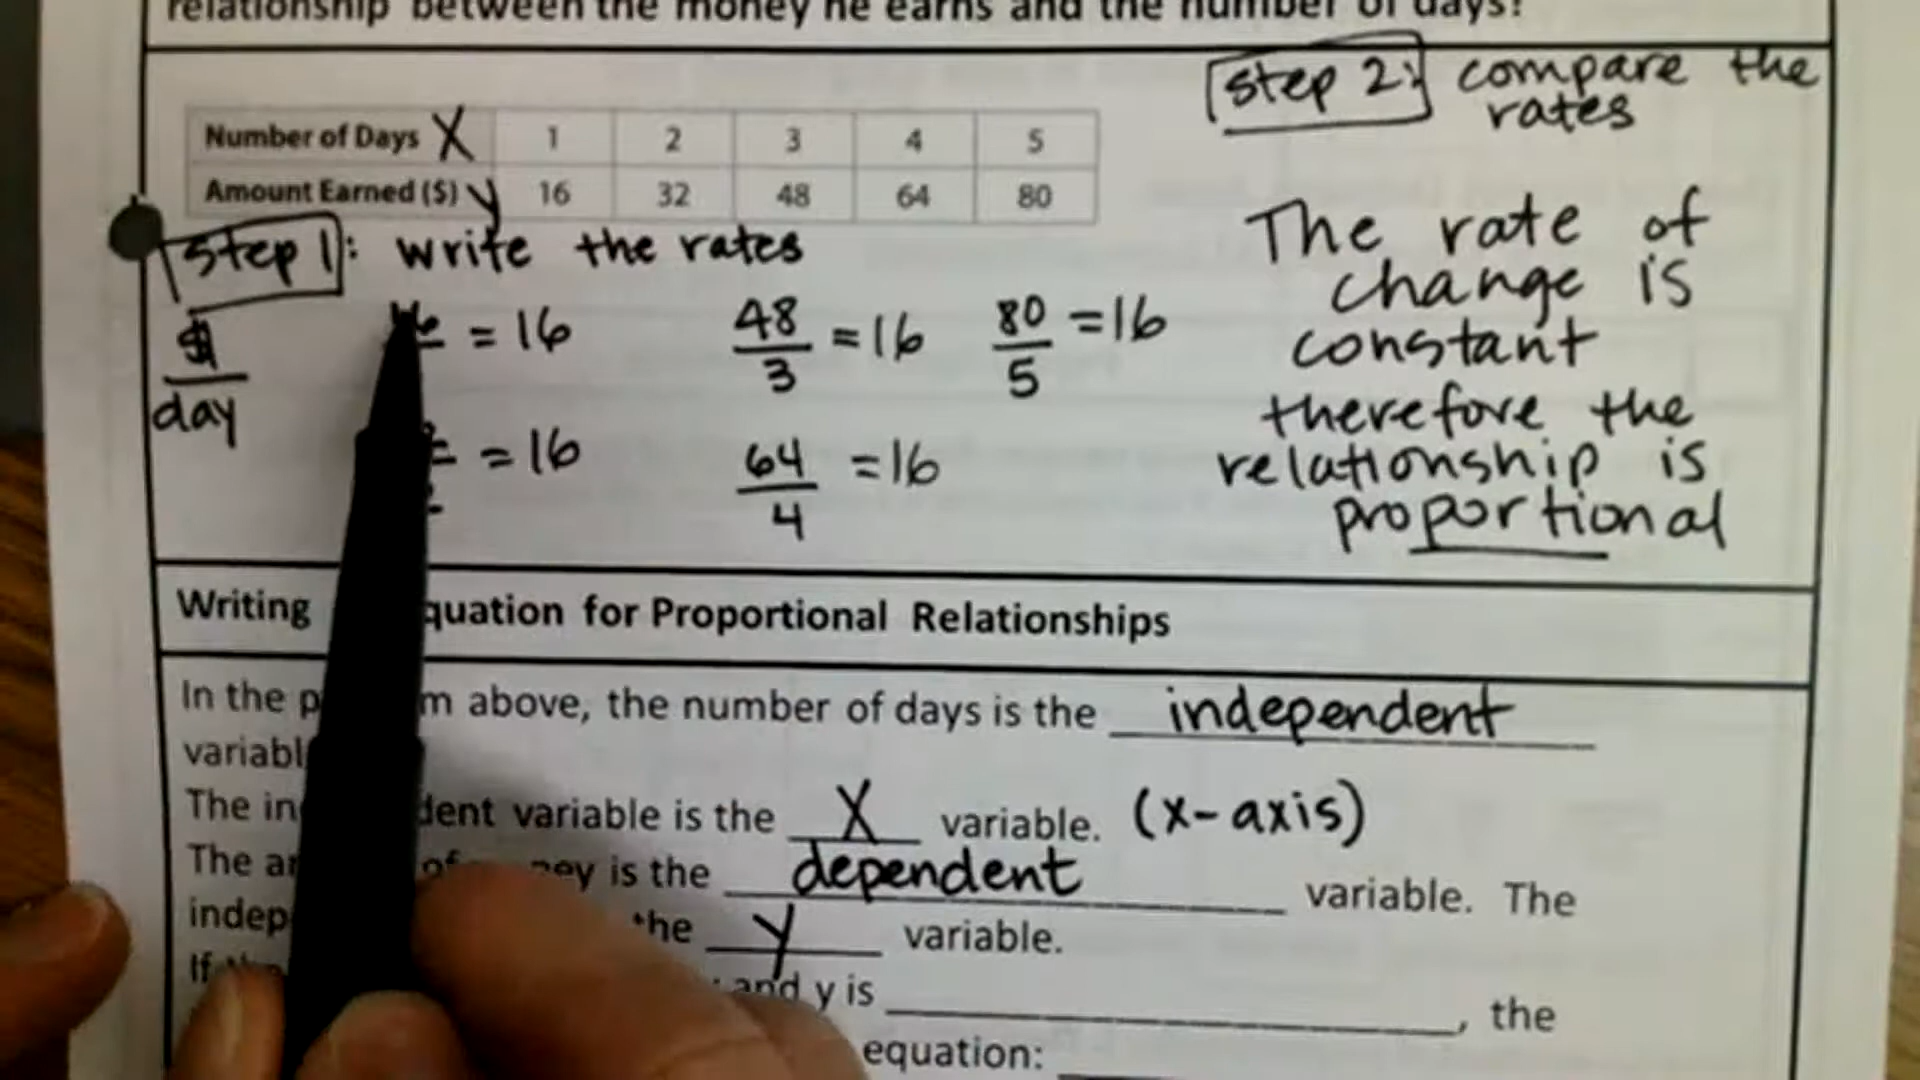 relationship between the money he earns and the number of days?
Step 2: compare the
rates
Number of Days X 1 2 3 4 5
Amount Earned ($) y 16 32 48 64 80
Step 1: write the rates
$
day
16 = 16
= 16
48
3
= 16
64
4
= 16
80
5
= 16
The rate of
change is
constant
therefore the
relationship is
proportional
Writing quation for Proportional Relationships
In the p m above, the number of days is the independent
variabl
The in dent variable is the X variable. (x-axis)
The a of ney is the dependent variable. The
indep the y variable.
If and y is , the
equation: